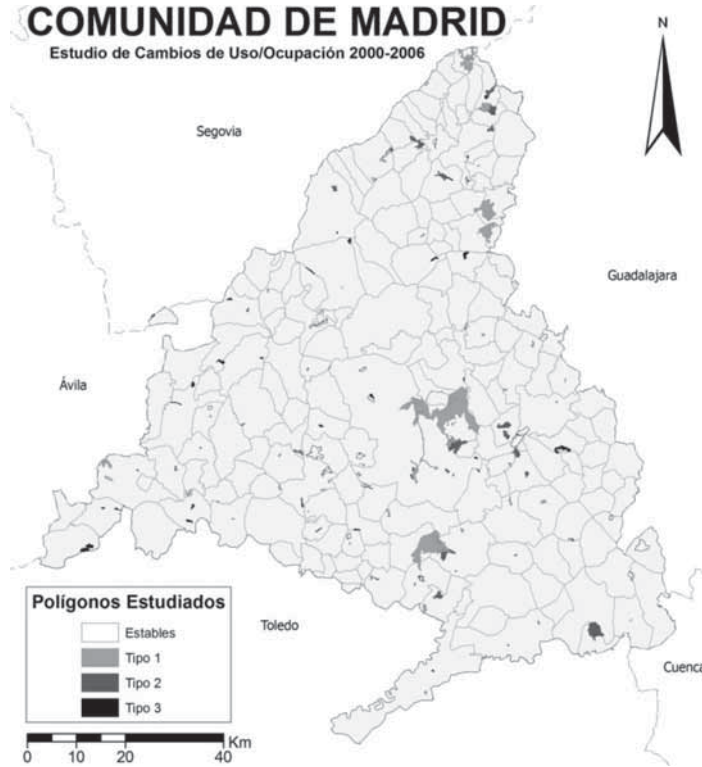 COMUNIDAD DE MADRID
Estudio de Cambios de Uso/Ocupación 2000-2006
N
Segovia
Guadalajara
Ávila
Toledo
Cuenca
Polígonos Estudiados
Estables
Tipo 1
Tipo 2
Tipo 3
Km
0 10 20 40